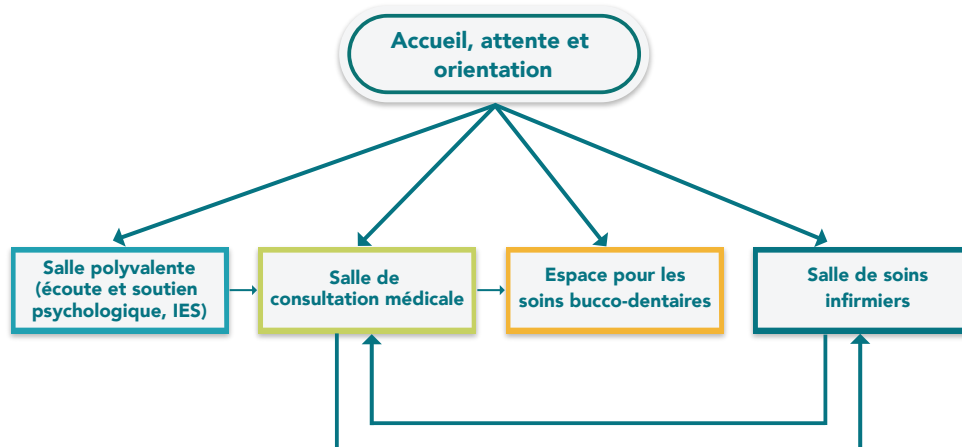 Accueil, attente et
orientation
Salle polyvalente
(écoute et soutien
psychologique, IES)
Salle de
consultation médicale
Espace pour les
soins bucco-dentaires
Salle de soins
infirmiers